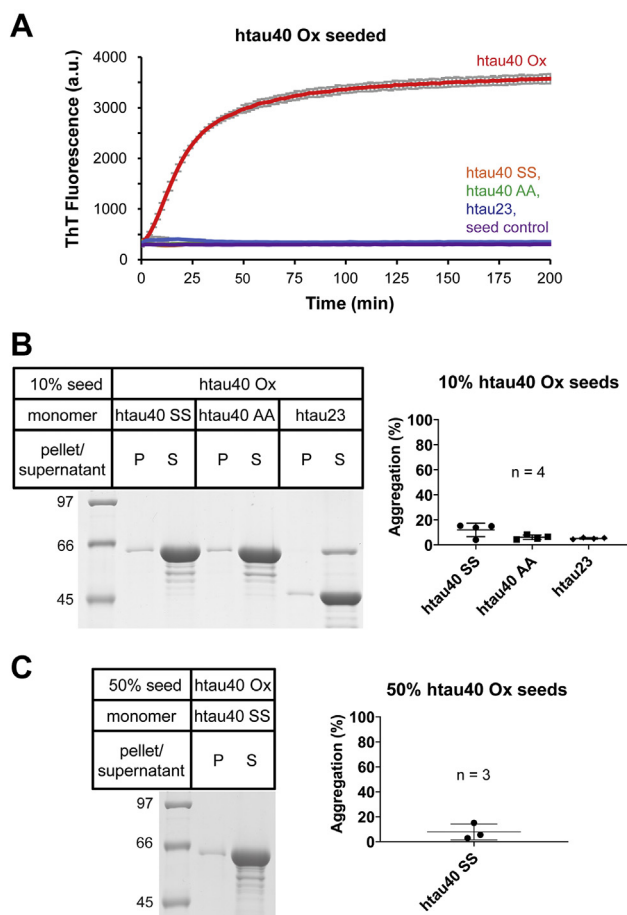 A
htau40 Ox seeded
htau40 Ox
ThT Fluorescence (a.u.)
4000
3000
2000
1000
0
htau40 SS,
htau40 AA,
htau23,
seed control
0 25 50 75 100 125 150 175 200
Time (min)
B
10% seed htau40 Ox
monomer htau40 SS htau40 AA htau23
pellet/
supernatant
P S P S P S
97
66
45
10% htau40 Ox seeds
Aggregation (%)
100
80
60
40
20
0
n = 4
htau40 SS
htau40 AA
htau23
C
50% seed htau40 Ox
monomer htau40 SS
pellet/
supernatant
P S
97
66
45
50% htau40 Ox seeds
Aggregation (%)
100
80
60
40
20
0
n = 3
htau40 SS